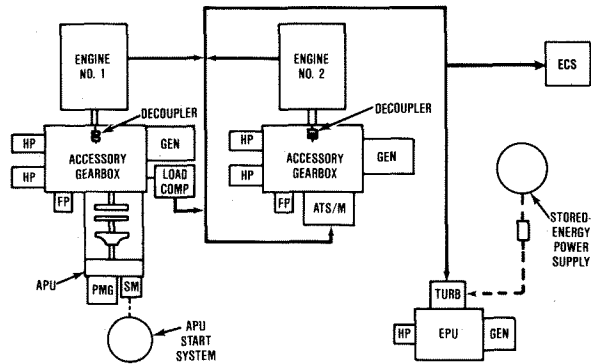 ENGINE
NO. 1
ENGINE
NO. 2
ECS
DECOUPLER
DECOUPLER
HP
ACCESSORY
GEARBOX
GEN
HP
LOAD
COMP
FP
HP
ACCESSORY
GEARBOX
GEN
HP
FP
ATS/M
STORED-
ENERGY
POWER
SUPPLY
APU
PMG
SM
APU
START
SYSTEM
TURB
HP
EPU
GEN